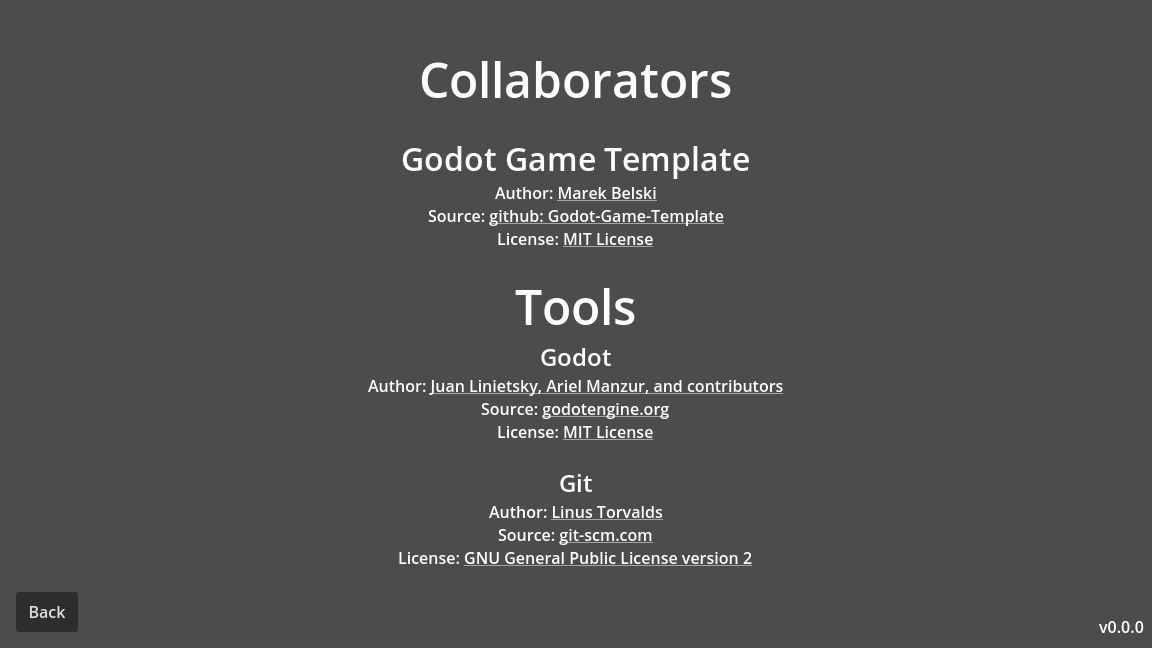 Collaborators
Godot Game Template
Author: Marek Belski
Source: github: Godot-Game-Template
License: MIT License
Tools
Godot
Author: Juan Linietsky, Ariel Manzur, and contributors
Source: godotengine.org
License: MIT License
Git
Author: Linus Torvalds
Source: git-scm.com
License: GNU General Public License version 2
Back
v0.0.0